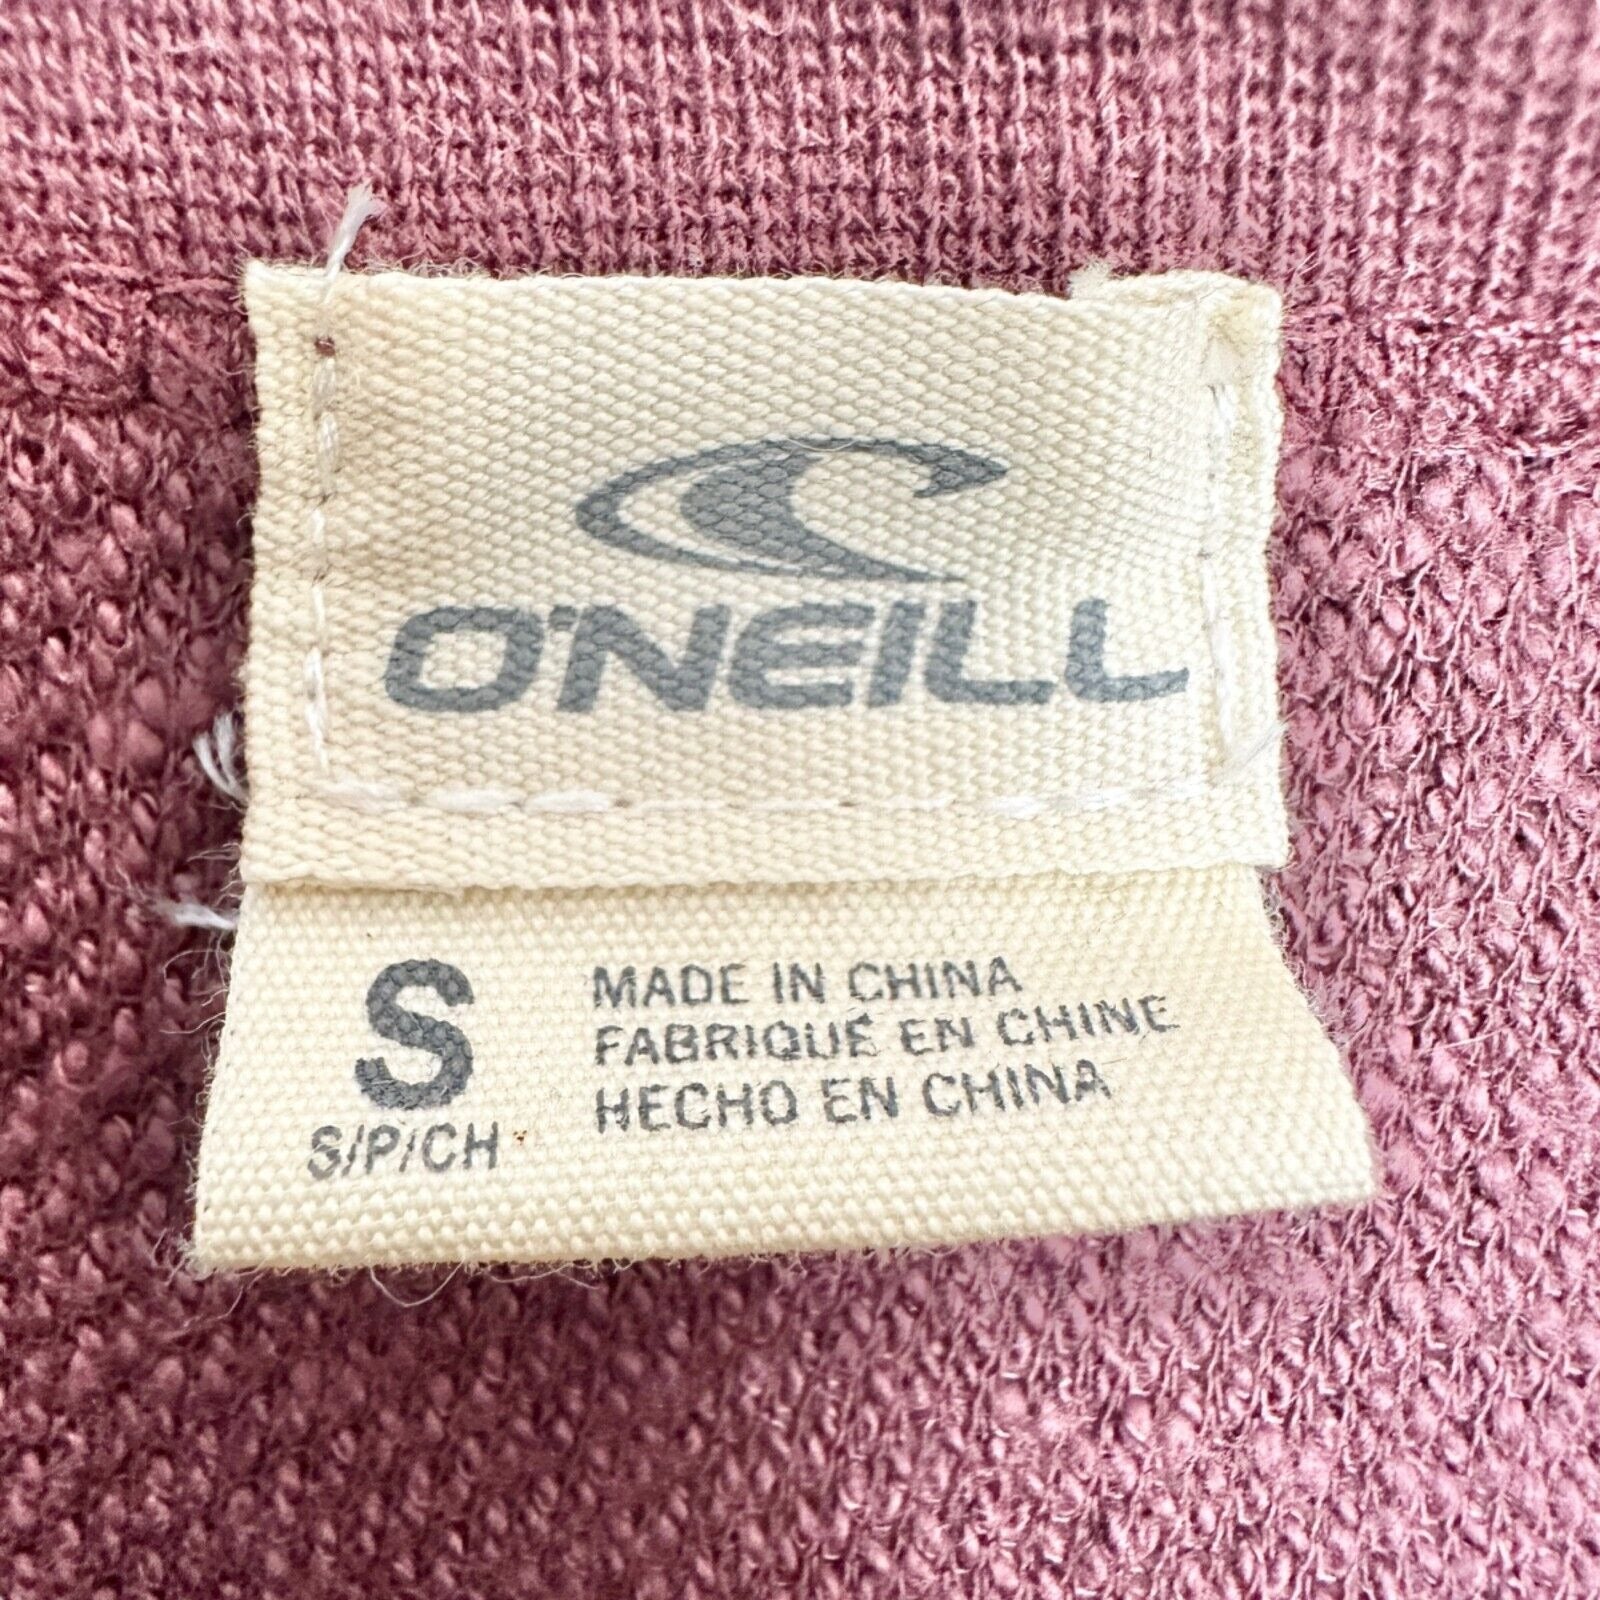 O'NEILL
S
S/P/CH
MADE IN CHINA
FABRIQUÉ EN CHINE
HECHO EN CHINA